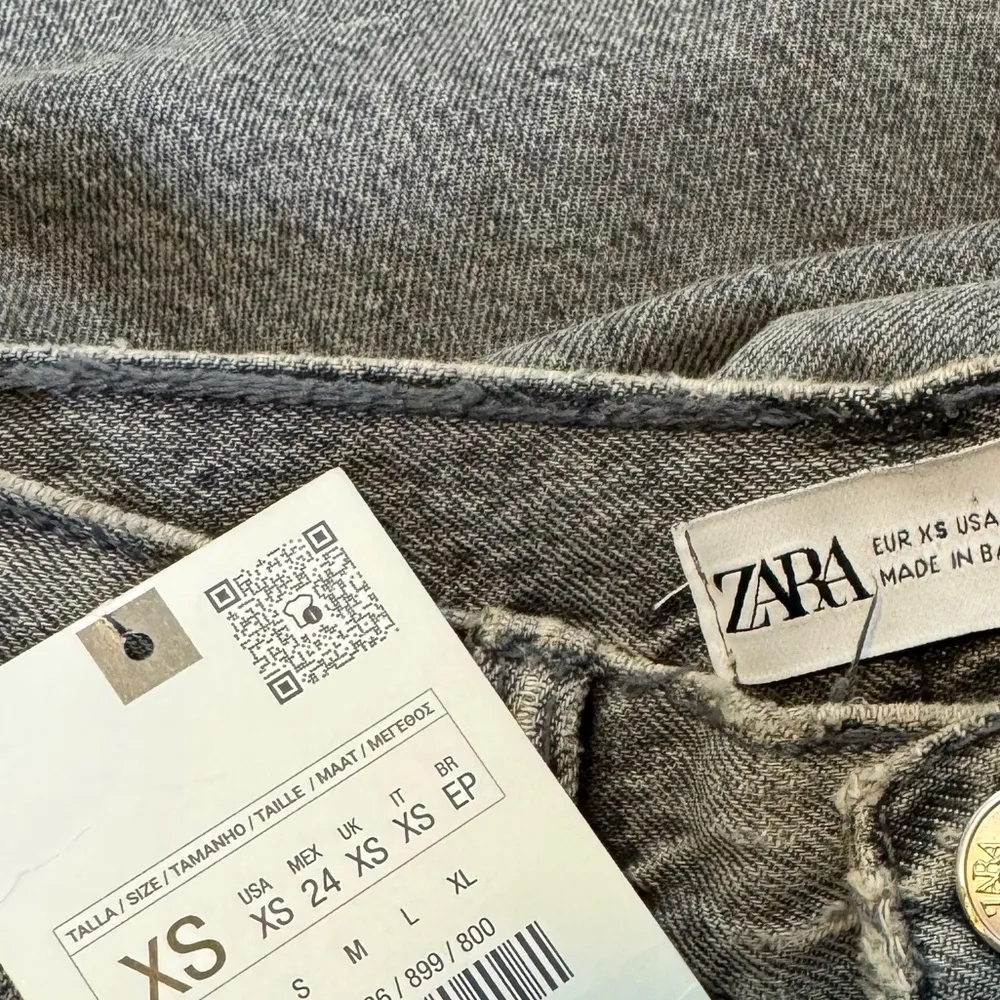 ZARA
EUR XS USA
MADE IN BA
TALLA / SIZE / TAMANHO / TAILLE / MAAT / ΜΕΓΕΘΟΣ
XS
USA MEX UK IT BR
XS 24 XS XS EP
S M L XL
6 / 899 / 800
ZARA